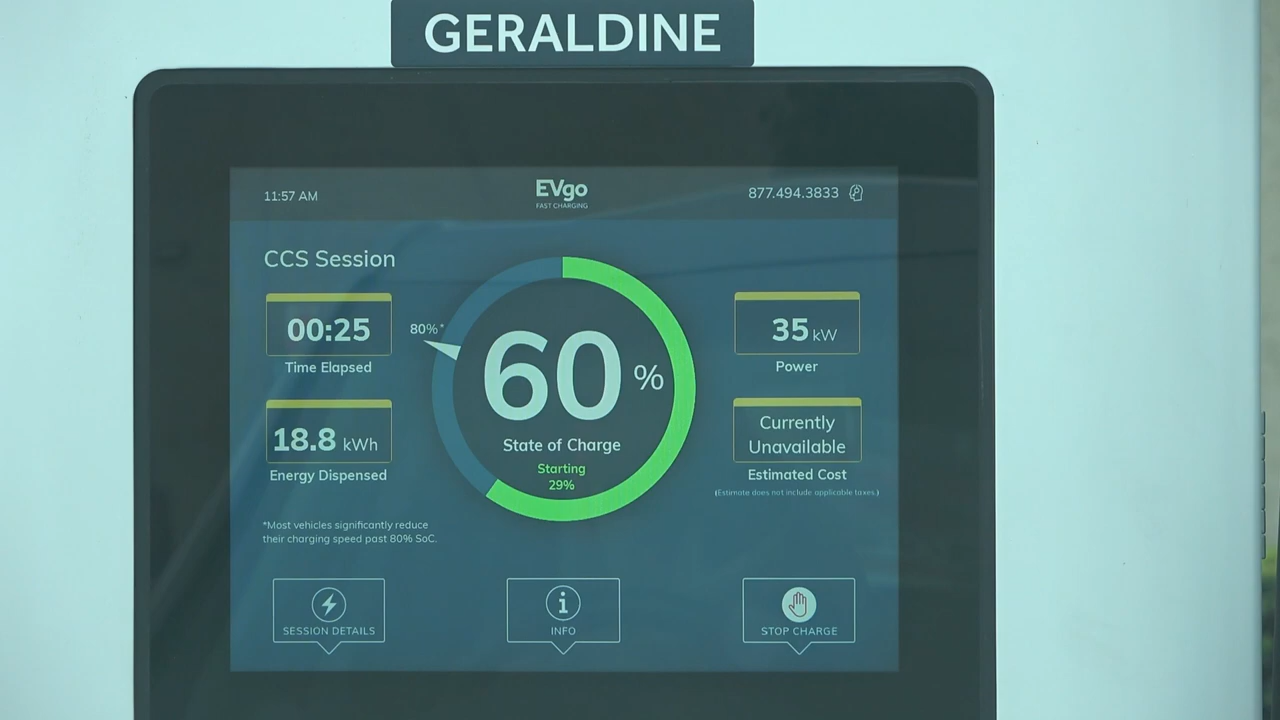 GERALDINE
11:57 AM
EVgo
FAST CHARGING
877.494.3833
CCS Session
00:25
Time Elapsed
18.8 kWh
Energy Dispensed
80%*
60 %
State of Charge
Starting
29%
35 kW
Power
Currently
Unavailable
Estimated Cost
(Estimate does not include applicable taxes.)
*Most vehicles significantly reduce
their charging speed past 80% SoC.
SESSION DETAILS
INFO
STOP CHARGE